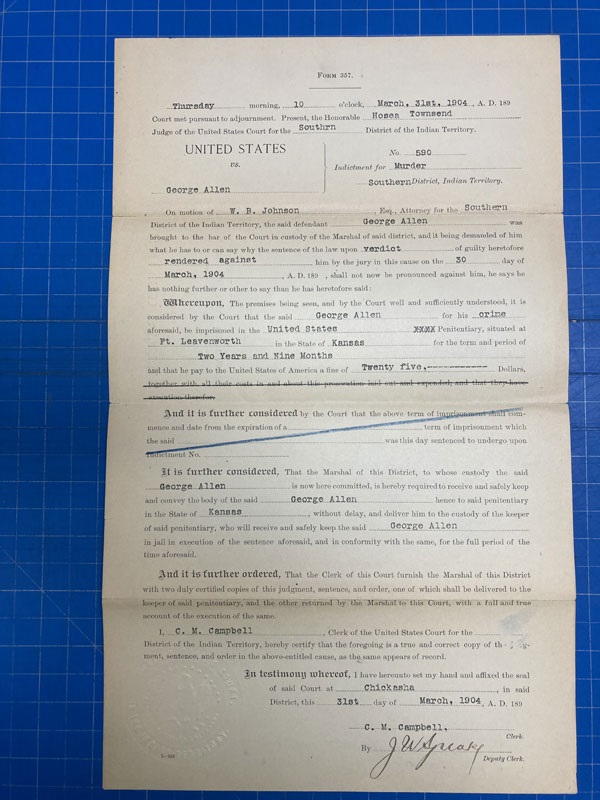 FORM 357.
Thursday morning, 10 o'clock, March, 31st, 1904, A. D. 189
Court met pursuant to adjournment. Present, the Honorable Hosea Townsend
Judge of the United States Court for the Southrn District of the Indian Territory.
UNITED STATES
vs.
George Allen
No. 590
Indictment for Murder
Southern District, Indian Territory.
On motion of W. B. Johnson Esq., Attorney for the Southern
District of the Indian Territory, the said defendant George Allen was
brought to the bar of the Court in custody of the Marshal of said district, and it being demanded of him
what he has to or can say why the sentence of the law upon verdict of guilty heretofore
rendered against him by the jury in this cause on the 30 day of
March, 1904, A. D. 189 , shall not now be pronounced against him, he says he
has nothing further or other to say than he has heretofore said:
Whereupon, The premises being seen, and by the Court well and sufficiently understood, it is
considered by the Court that the said George Allen for his crime
aforesaid, be imprisoned in the United States XXXX Penitentiary, situated at
Ft. Leavenworth in the State of Kansas for the term and period of
Two Years and Nine Months
and that he pay to the United States of America a fine of Twenty five,----------- Dollars,
together with all their costs in and about this prosecution laid out and expended, and that they have
execution therefor.
And it is further considered by the Court that the above term of imprisonment shall com-
mence and date from the expiration of a term of imprisonment which
the said was this day sentenced to undergo upon
Indictment No.
It is further considered, That the Marshal of this District, to whose custody the said
George Allen is now here committed, is hereby required to receive and safely keep
and convey the body of the said George Allen hence to said penitentiary
in the State of Kansas, without delay, and deliver him to the custody of the keeper
of said penitentiary, who will receive and safely keep the said George Allen
in jail in execution of the sentence aforesaid, and in conformity with the same, for the full period of the
time aforesaid.
And it is further ordered, That the Clerk of this Court furnish the Marshal of this District
with two duly certified copies of this judgment, sentence, and order, one of which shall be delivered to the
keeper of said penitentiary, and the other returned by the Marshal to this Court, with a full and true
account of the execution of the same.
I, C. M. Campbell, Clerk of the United States Court for the
District of the Indian Territory, hereby certify that the foregoing is a true and correct copy of the
ment, sentence, and order in the above-entitled cause, as the same appears of record.
In testimony whereof, I have hereunto set my hand and affixed the seal
of said Court at Chickasha, in said
District, this 31st day of March, 1904, A. D. 189
C. M. Campbell,
Clerk.
By
Deputy Clerk.